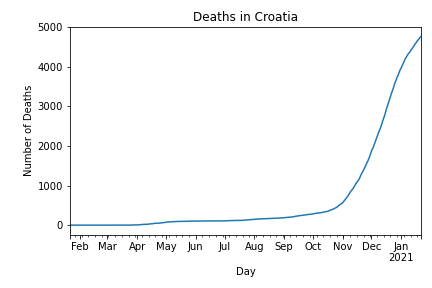 Deaths in Croatia
5000
4000
3000
2000
1000
0
Number of Deaths
Feb Mar Apr May Jun Jul Aug Sep Oct Nov Dec Jan
2021
Day